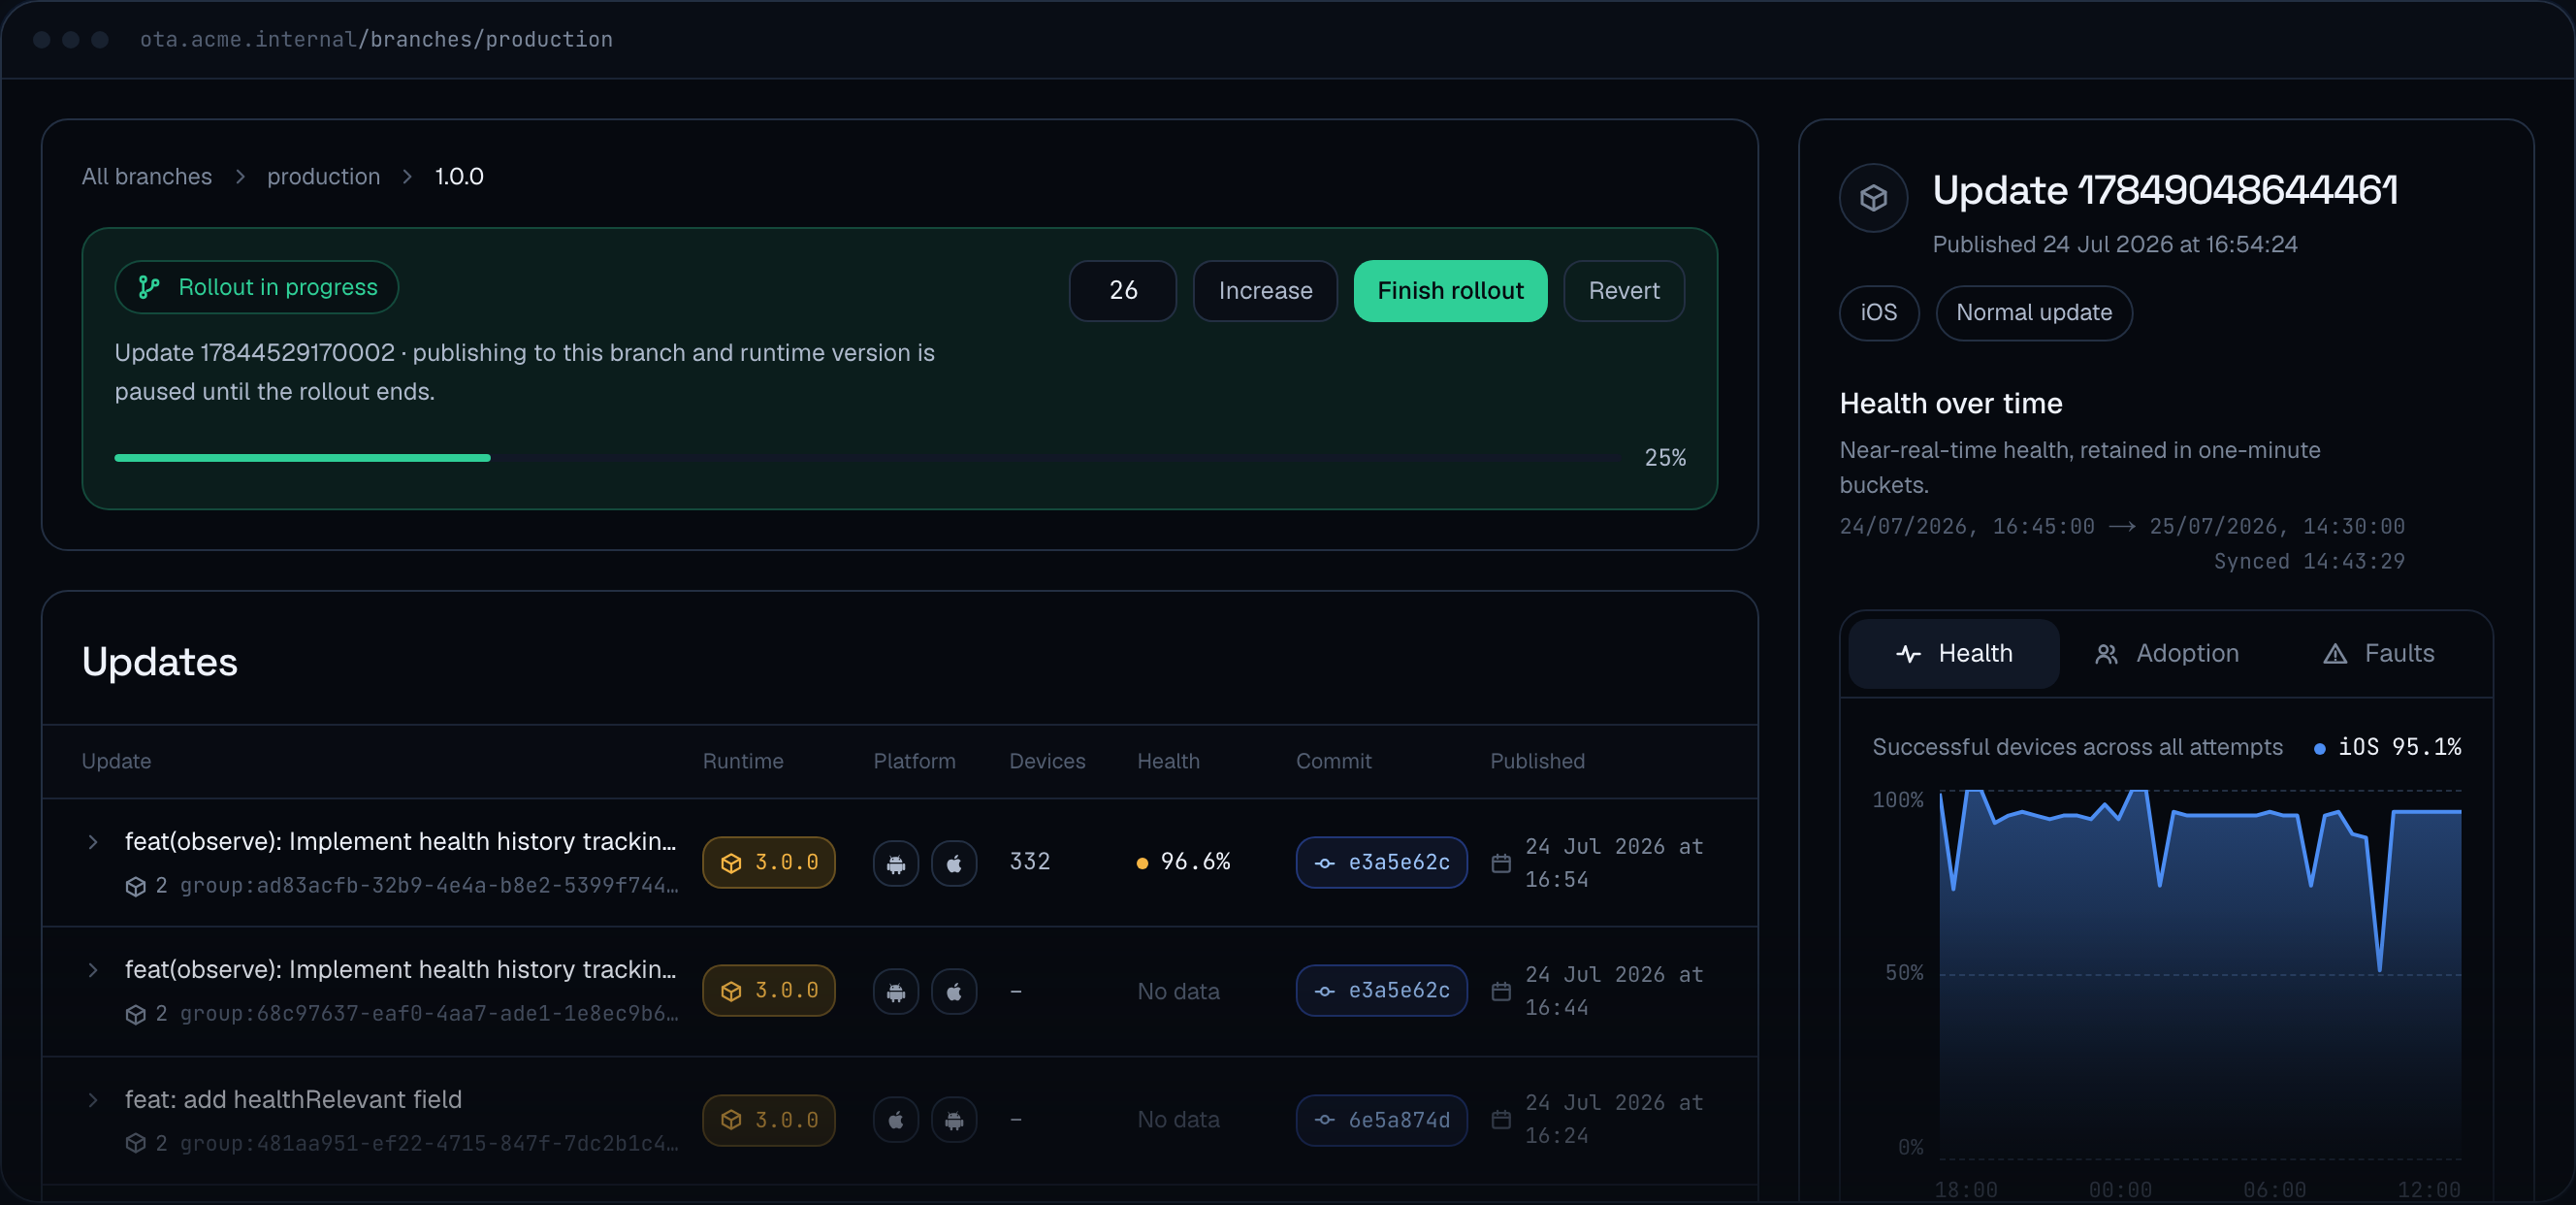 ota.acme.internal/branches/production
All branches > production > 1.0.0
Rollout in progress
26 Increase Finish rollout Revert
Update 17844529170002 · publishing to this branch and runtime version is
paused until the rollout ends.
25%
Updates
Update Runtime Platform Devices Health Commit Published
feat(observe): Implement health history trackin…
2 group:ad83acfb-32b9-4e4a-b8e2-5399f744…
3.0.0
332
96.6%
e3a5e62c
24 Jul 2026 at
16:54
feat(observe): Implement health history trackin…
2 group:68c97637-eaf0-4aa7-ade1-1e8ec9b6…
3.0.0
–
No data
e3a5e62c
24 Jul 2026 at
16:44
feat: add healthRelevant field
2 group:481aa951-ef22-4715-847f-7dc2b1c4…
3.0.0
–
No data
6e5a874d
24 Jul 2026 at
16:24
Update 17849048644461
Published 24 Jul 2026 at 16:54:24
iOS Normal update
Health over time
Near-real-time health, retained in one-minute
buckets.
24/07/2026, 16:45:00 → 25/07/2026, 14:30:00
Synced 14:43:29
Health Adoption Faults
Successful devices across all attempts iOS 95.1%
100%
50%
0%
18:00 00:00 06:00 12:00